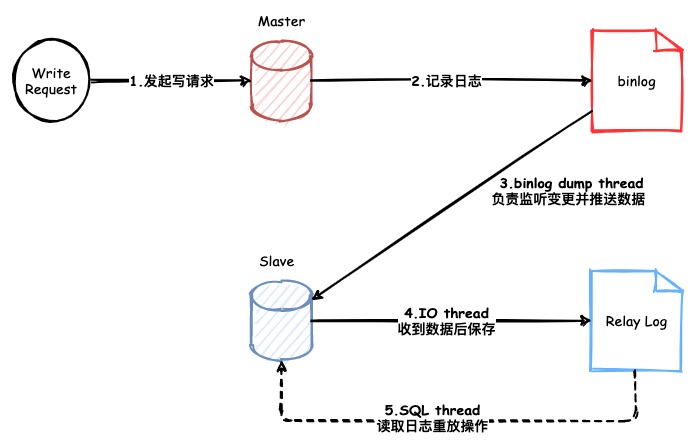 Master
Write
Request
1.发起写请求
2.记录日志
binlog
3.binlog dump thread
负责监听变更并推送数据
Slave
4.IO thread
收到数据后保存
Relay Log
5.SQL thread
读取日志重放操作